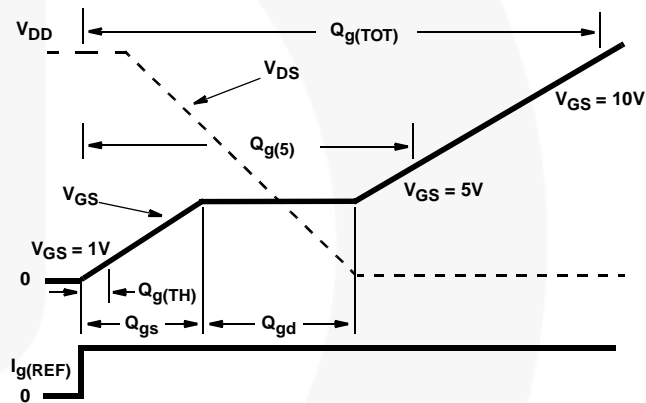 V_DD
Q_g(TOT)
V_DS
V_GS = 10V
Q_g(5)
V_GS
V_GS = 5V
V_GS = 1V
0
Q_g(TH)
Q_gs
Q_gd
I_g(REF)
0